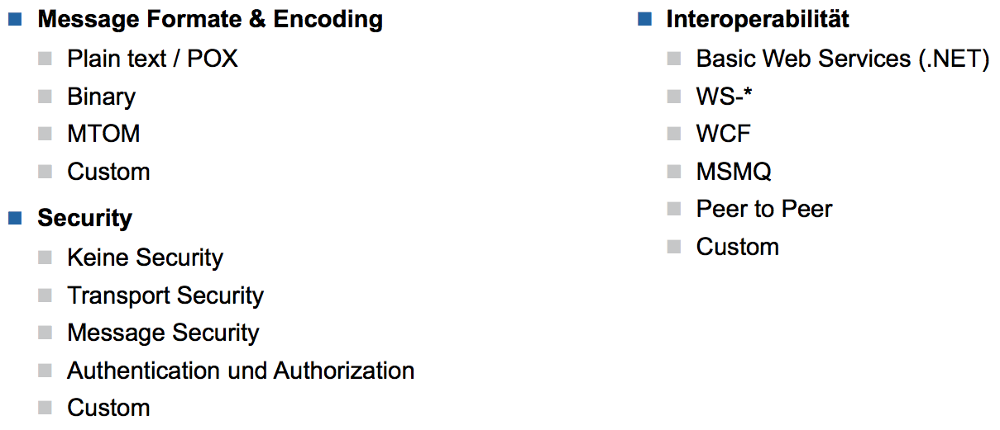 Message Formate & Encoding
Plain text / POX
Binary
MTOM
Custom
Security
Keine Security
Transport Security
Message Security
Authentication und Authorization
Custom
Interoperabilität
Basic Web Services (.NET)
WS-*
WCF
MSMQ
Peer to Peer
Custom